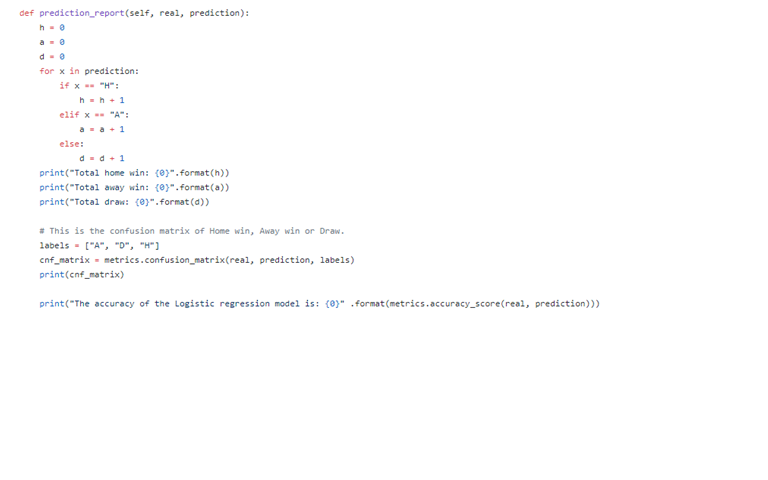 def prediction_report(self, real, prediction):
    h = 0
    a = 0
    d = 0
    for x in prediction:
        if x == "H":
            h = h + 1
        elif x == "A":
            a = a + 1
        else:
            d = d + 1
    print("Total home win: {0}".format(h))
    print("Total away win: {0}".format(a))
    print("Total draw: {0}".format(d))

    # This is the confusion matrix of Home win, Away win or Draw.
    labels = ["A", "D", "H"]
    cnf_matrix = metrics.confusion_matrix(real, prediction, labels)
    print(cnf_matrix)

    print("The accuracy of the Logistic regression model is: {0}" .format(metrics.accuracy_score(real, prediction)))